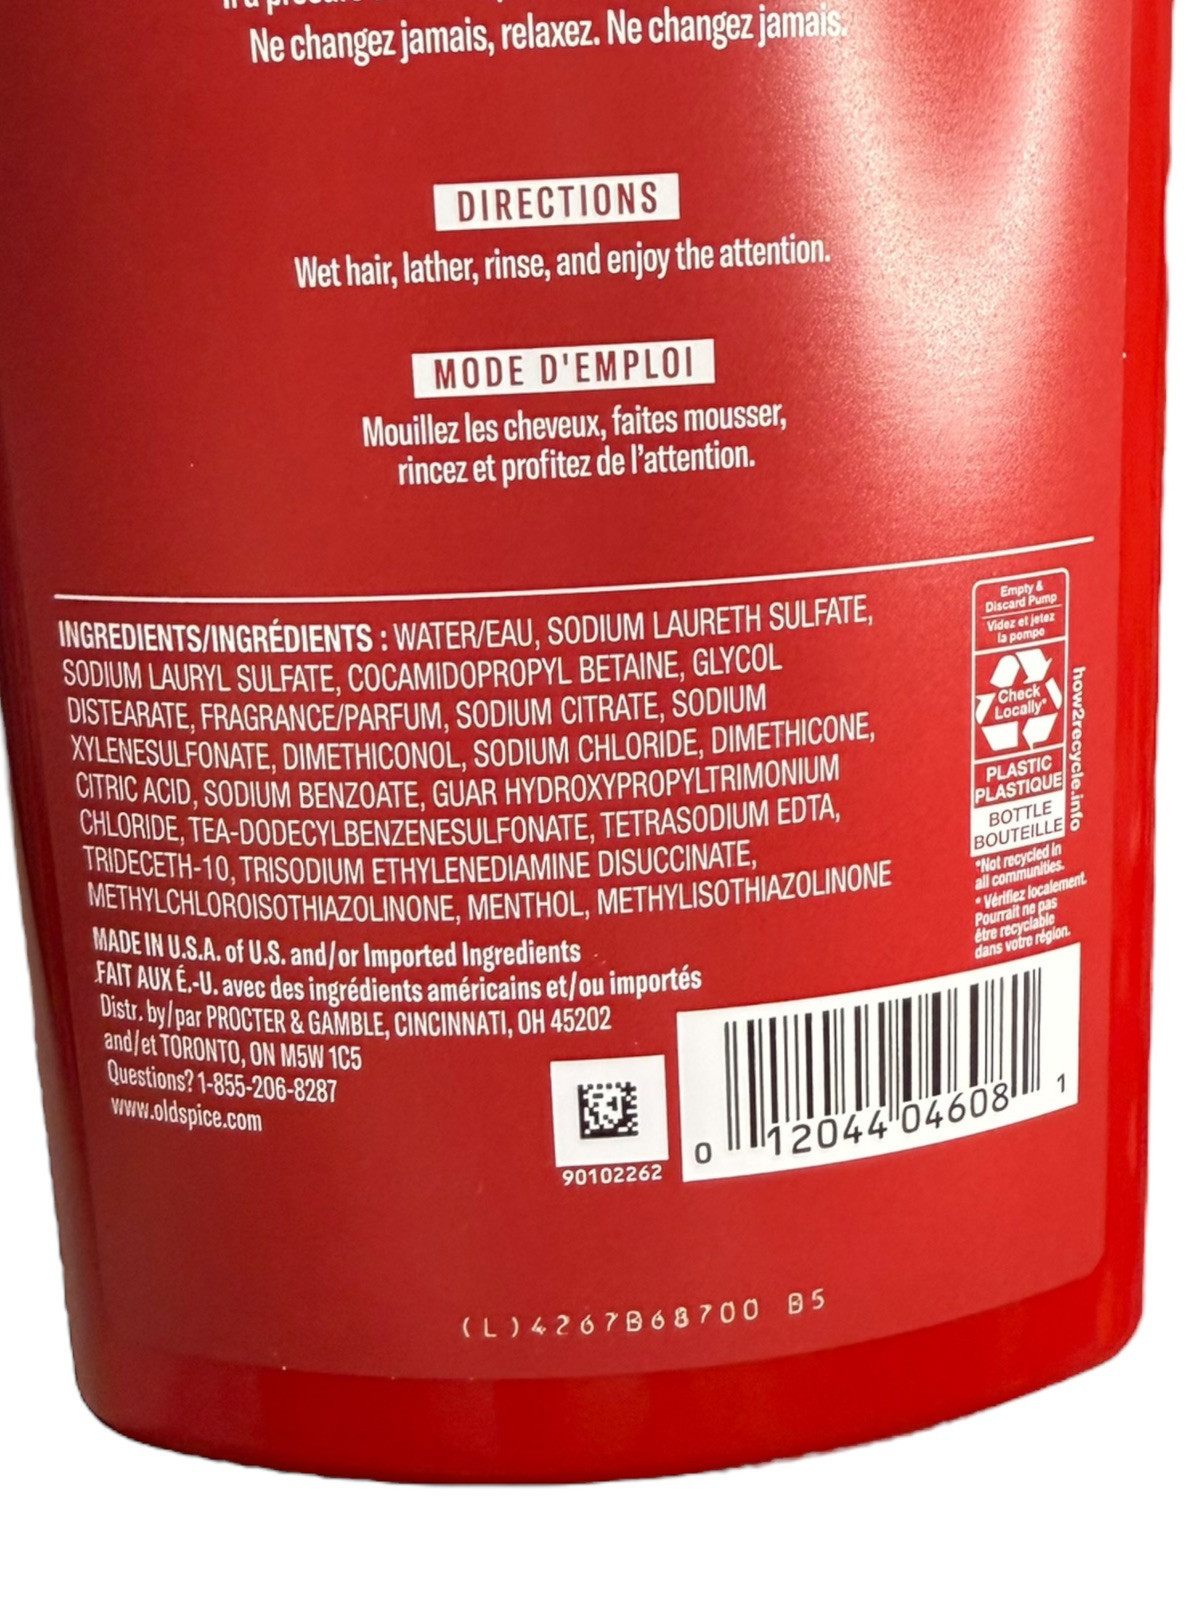 Ne changez jamais, relaxez. Ne changez jamais.
DIRECTIONS
Wet hair, lather, rinse, and enjoy the attention.
MODE D'EMPLOI
Mouillez les cheveux, faites mousser,
rincez et profitez de l'attention.
INGREDIENTS/INGRÉDIENTS : WATER/EAU, SODIUM LAURETH SULFATE,
SODIUM LAURYL SULFATE, COCAMIDOPROPYL BETAINE, GLYCOL
DISTEARATE, FRAGRANCE/PARFUM, SODIUM CITRATE, SODIUM
XYLENESULFONATE, DIMETHICONOL, SODIUM CHLORIDE, DIMETHICONE,
CITRIC ACID, SODIUM BENZOATE, GUAR HYDROXYPROPYLTRIMONIUM
CHLORIDE, TEA-DODECYLBENZENESULFONATE, TETRASODIUM EDTA,
TRIDECETH-10, TRISODIUM ETHYLENEDIAMINE DISUCCINATE,
METHYLCHLOROISOTHIAZOLINONE, MENTHOL, METHYLISOTHIAZOLINONE
MADE IN U.S.A. of U.S. and/or Imported Ingredients
FAIT AUX É.-U. avec des ingrédients américains et/ou importés
Distr. by/par PROCTER & GAMBLE, CINCINNATI, OH 45202
and/et TORONTO, ON M5W 1C5
Questions? 1-855-206-8287
www.oldspice.com
Empty &
Discard Pump
Videz et jetez
la pompe
Check
Locally*
PLASTIC
PLASTIQUE
BOTTLE
BOUTEILLE
how2recycle.info
*Not recycled in
all communities.
* Vérifiez localement.
Pourrait ne pas
être recyclable
dans votre région.
90102262
0 12044 04608 1
(L)4267B68700 B5